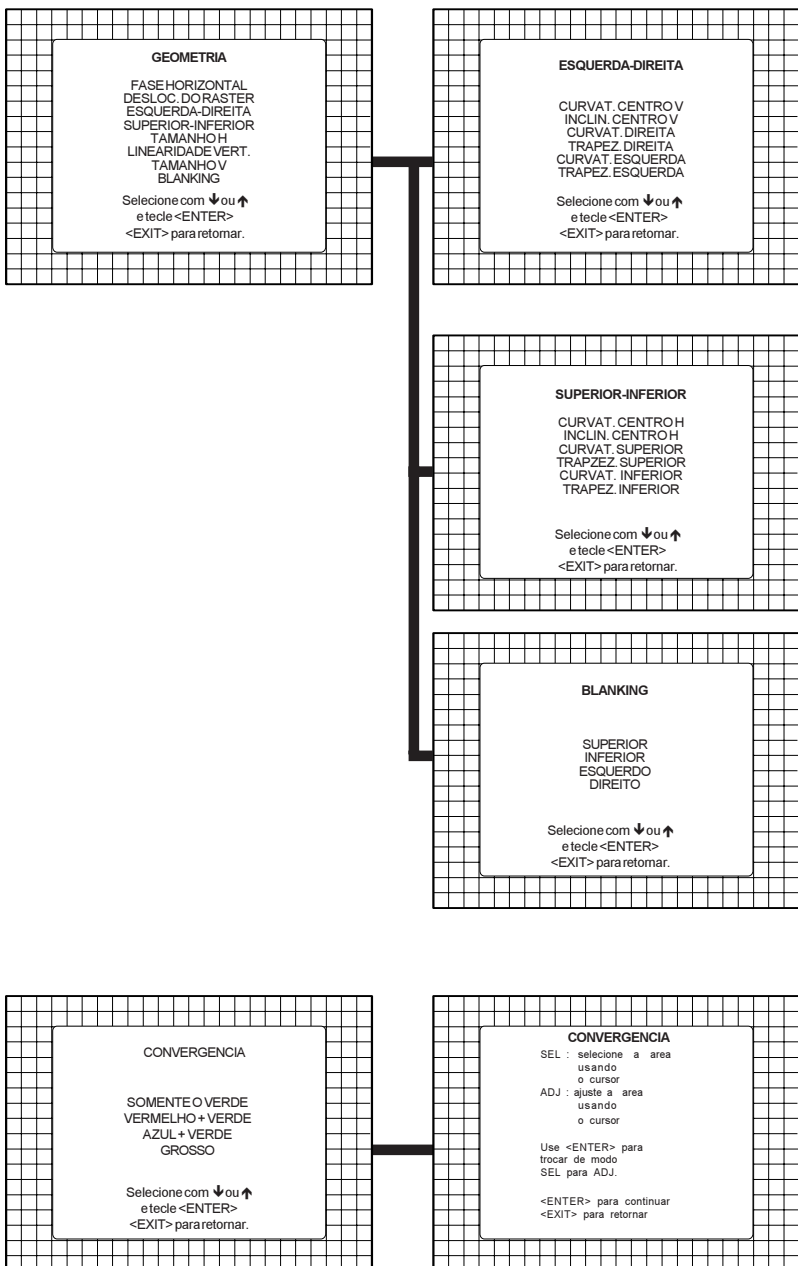 GEOMETRIA
FASE HORIZONTAL
DESLOC. DO RASTER
ESQUERDA-DIREITA
SUPERIOR-INFERIOR
TAMANHO H
LINEARIDADE VERT.
TAMANHO V
BLANKING
Selecione com ↓ ou ↑
e tecle <ENTER>
<EXIT> para retornar.
ESQUERDA-DIREITA
CURVAT. CENTRO V
INCLIN. CENTRO V
CURVAT. DIREITA
TRAPEZ. DIREITA
CURVAT. ESQUERDA
TRAPEZ. ESQUERDA
Selecione com ↓ ou ↑
e tecle <ENTER>
<EXIT> para retornar.
SUPERIOR-INFERIOR
CURVAT. CENTRO H
INCLIN. CENTRO H
CURVAT. SUPERIOR
TRAPZEZ. SUPERIOR
CURVAT. INFERIOR
TRAPEZ. INFERIOR
Selecione com ↓ ou ↑
e tecle <ENTER>
<EXIT> para retornar.
BLANKING
SUPERIOR
INFERIOR
ESQUERDO
DIREITO
Selecione com ↓ ou ↑
e tecle <ENTER>
<EXIT> para retornar.
CONVERGENCIA
SOMENTE O VERDE
VERMELHO + VERDE
AZUL + VERDE
GROSSO
Selecione com ↓ ou ↑
e tecle <ENTER>
<EXIT> para retornar.
CONVERGENCIA
SEL : selecione a area
usando
o cursor
ADJ : ajuste a area
usando
o cursor
Use <ENTER> para
trocar de modo
SEL para ADJ.
<ENTER> para continuar
<EXIT> para retornar